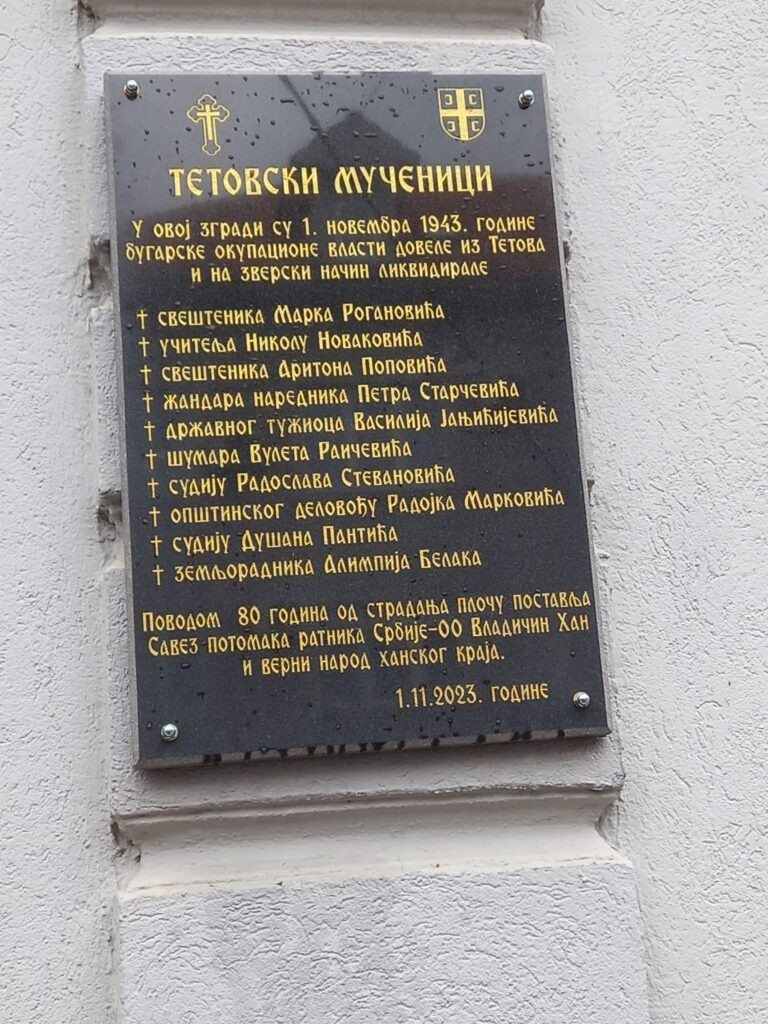 ТЕТОВСКИ МУЧЕНИЦИ
У овој згради су 1. новембра 1943. године
бугарске окупационе власти довеле из Тетова
и на зверски начин ликвидирале
† свештеника Марка Рогановића
† учитеља Николу Новаковића
† свештеника Аритона Поповића
† жандара наредника Петра Старчевића
† државног тужиоца Василија Јањићијевића
† шумара Вулета Раичевића
† судију Радослава Стевановића
† општинског деловођу Радојка Марковића
† судију Душана Пантића
† земљорадника Алимпија Белака
Поводом 80 година од страдања плочу поставља
Савез потомака ратника Србије-ОО Владичин Хан
и верни народ ханског краја.
1.11.2023. године